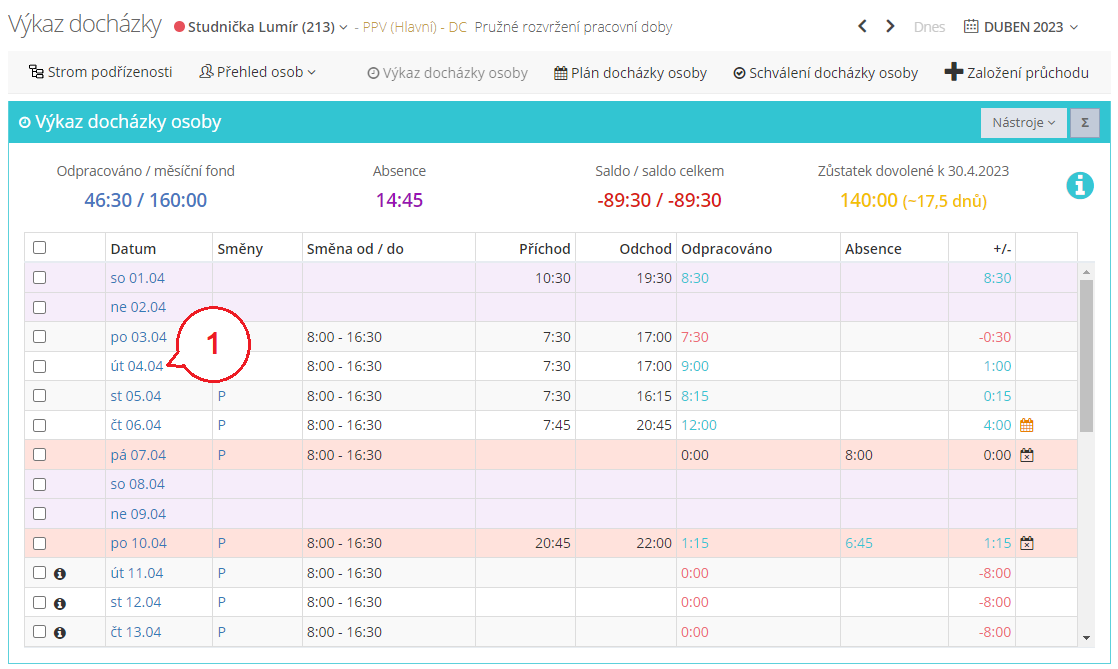 Výkaz docházky Studnička Lumír (213) - PPV (Hlavní) - DC Pružné rozvržení pracovní doby Dnes DUBEN 2023
Strom podřízenosti Přehled osob Výkaz docházky osoby Plán docházky osoby Schválení docházky osoby Založení průchodu
Výkaz docházky osoby Nástroje Σ
Odpracováno / měsíční fond Absence Saldo / saldo celkem Zůstatek dovolené k 30.4.2023
46:30 / 160:00 14:45 -89:30 / -89:30 140:00 (~17,5 dnů)
Datum Směny Směna od / do Příchod Odchod Odpracováno Absence +/-
so 01.04 10:30 19:30 8:30 8:30
ne 02.04
po 03.04 8:00 - 16:30 7:30 17:00 7:30 -0:30
1
út 04.04 8:00 - 16:30 7:30 17:00 9:00 1:00
st 05.04 P 8:00 - 16:30 7:30 16:15 8:15 0:15
čt 06.04 P 8:00 - 16:30 7:45 20:45 12:00 4:00
pá 07.04 P 8:00 - 16:30 0:00 8:00 0:00
so 08.04
ne 09.04
po 10.04 P 8:00 - 16:30 20:45 22:00 1:15 6:45 1:15
út 11.04 P 8:00 - 16:30 0:00 -8:00
st 12.04 P 8:00 - 16:30 0:00 -8:00
čt 13.04 P 8:00 - 16:30 0:00 -8:00